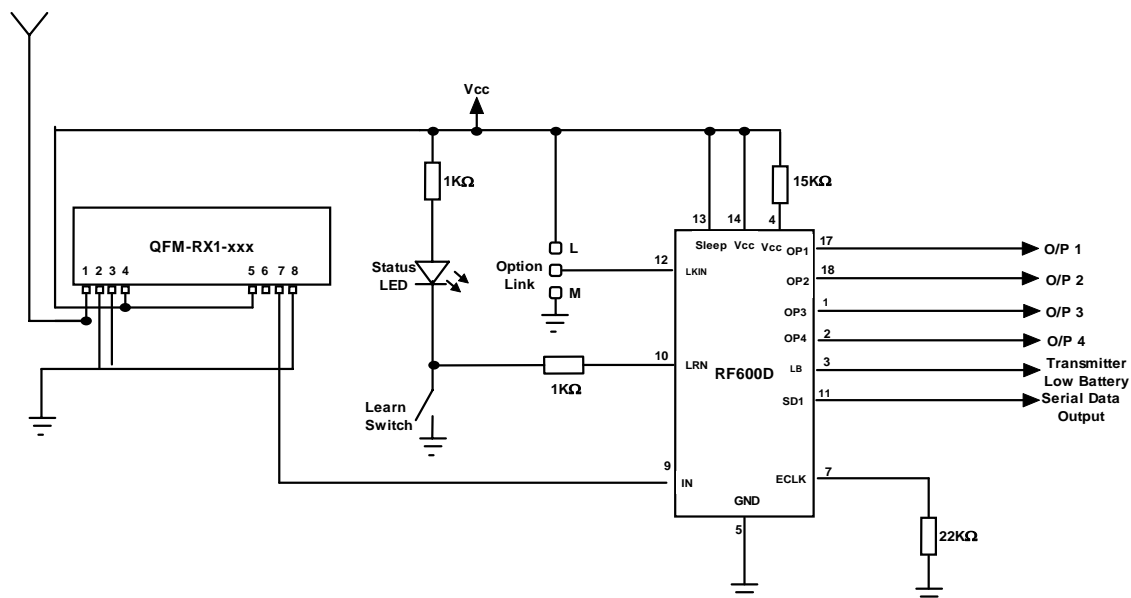 Vcc
1KΩ
15KΩ
13 14 4
QFM-RX1-xxx
1 2 3 4 5 6 7 8
Status
LED
Option
Link
L
M
12
LKIN
Sleep Vcc Vcc
OP1
17
O/P 1
OP2
18
O/P 2
OP3
1
O/P 3
OP4
2
O/P 4
10
LRN
RF600D
LB
3
Transmitter
Low Battery
1KΩ
SD1
11
Serial Data
Output
Learn
Switch
9
IN
ECLK
7
GND
5
22KΩ